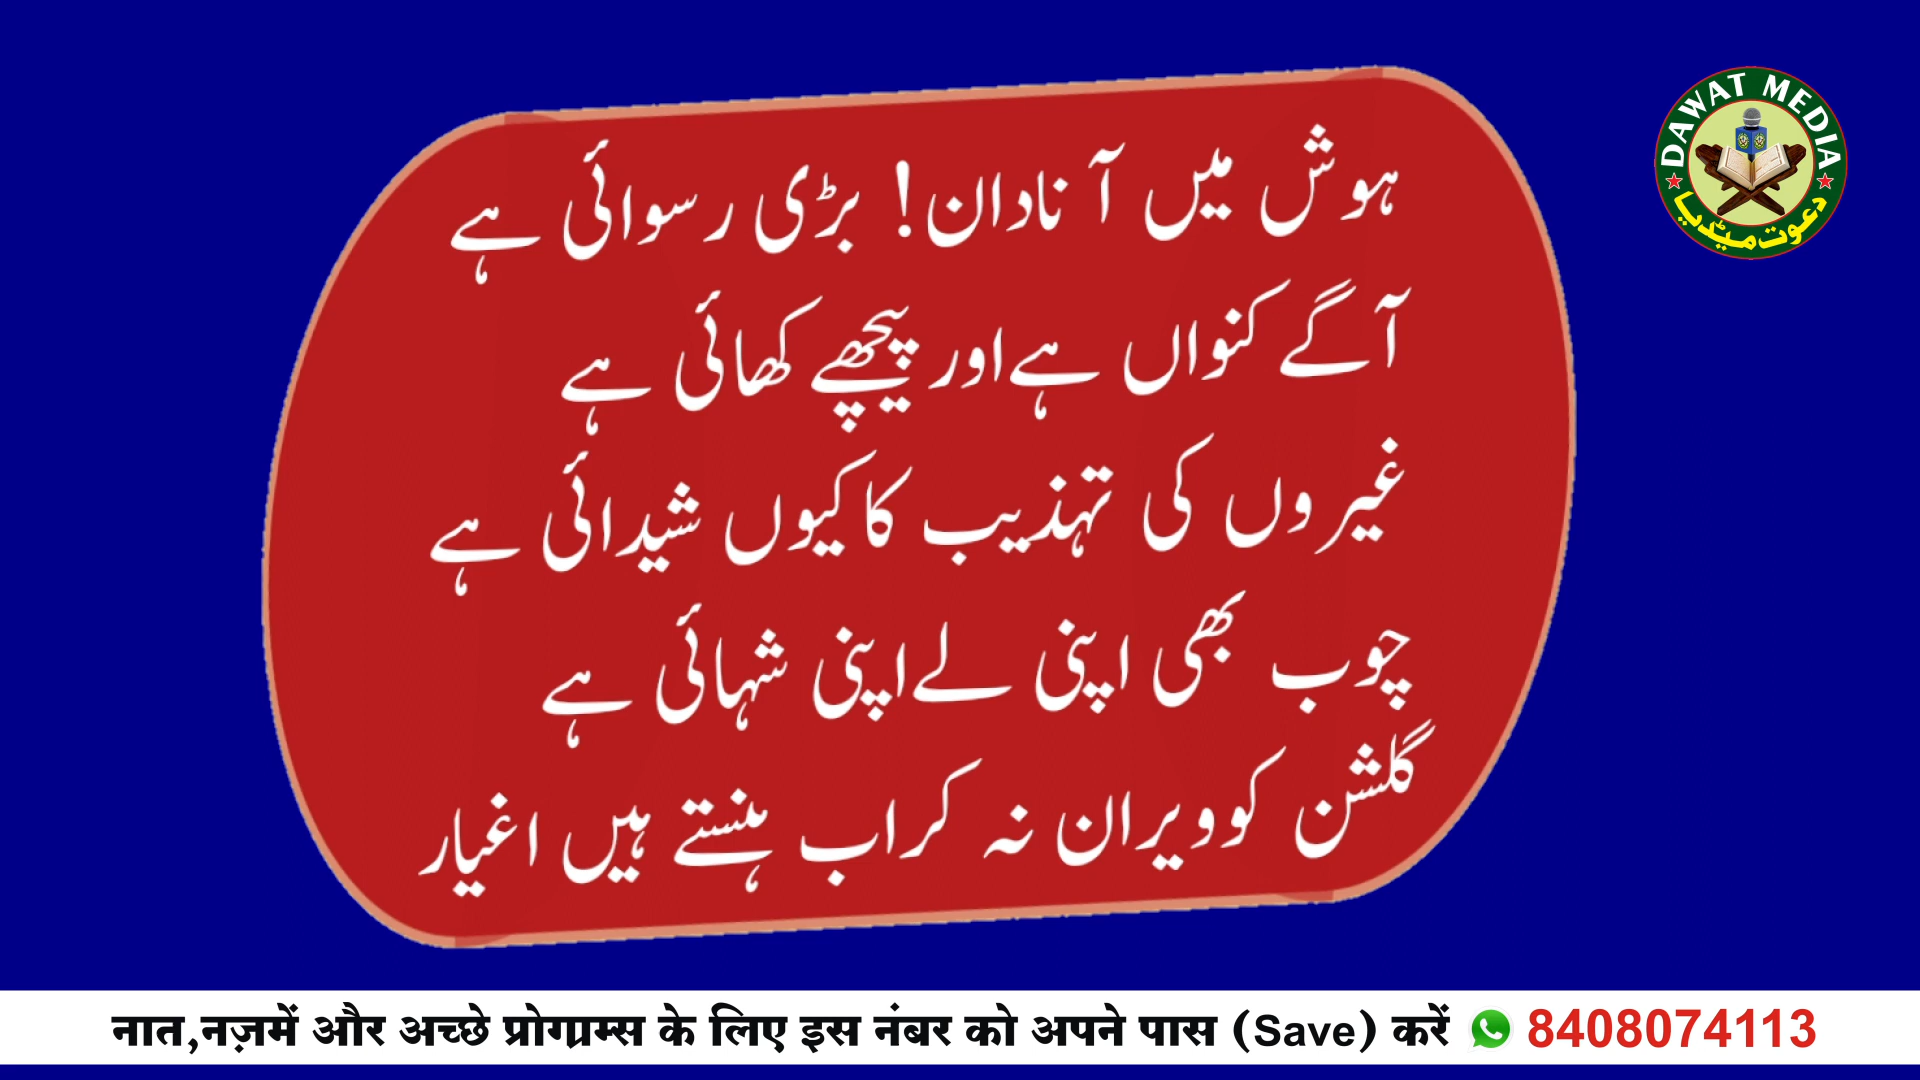 ہوش میں آ نادان! بڑی رسوائی ہے
آگے کنواں ہے اور پیچھے کھائی ہے
غیروں کی تہذیب کا کیوں شیدائی ہے
چوب بھی اپنی لے اپنی شہائی ہے
گلشن کو ویران نہ کر اب ہنستے ہیں اغیار
DAWAT MEDIA
دعوت میڈیا
नात,नज़में और अच्छे प्रोग्राम्स के लिए इस नंबर को अपने पास (Save) करें 8408074113